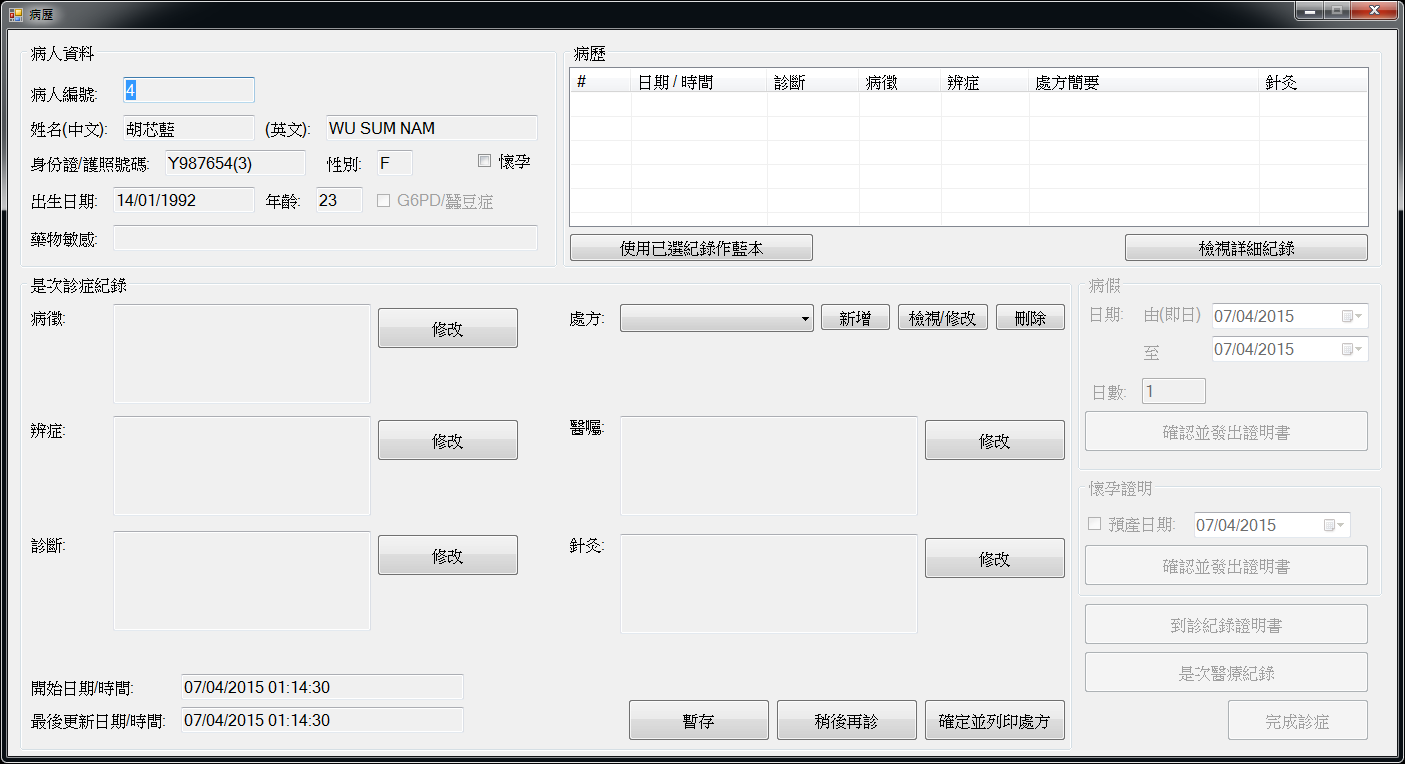 病歷
病人資料
病人編號: 4
姓名(中文): 胡芯藍 (英文): WU SUM NAM
身份證/護照號碼: Y987654(3) 性別: F 懷孕
出生日期: 14/01/1992 年齡: 23 G6PD/蠶豆症
藥物敏感:
病歷
# 日期 / 時間 診斷 病徵 辨症 處方簡要 針灸
使用已選紀錄作藍本 檢視詳細紀錄
是次診症紀錄
病徵: 修改 處方: 新增 檢視/修改 刪除
辨症: 修改 醫囑: 修改
診斷: 修改 針灸: 修改
開始日期/時間: 07/04/2015 01:14:30
最後更新日期/時間: 07/04/2015 01:14:30
暫存 稍後再診 確定並列印處方
病假
日期: 由(即日) 07/04/2015
至 07/04/2015
日數: 1
確認並發出證明書
懷孕證明
預產日期: 07/04/2015
確認並發出證明書
到診紀錄證明書
是次醫療紀錄
完成診症